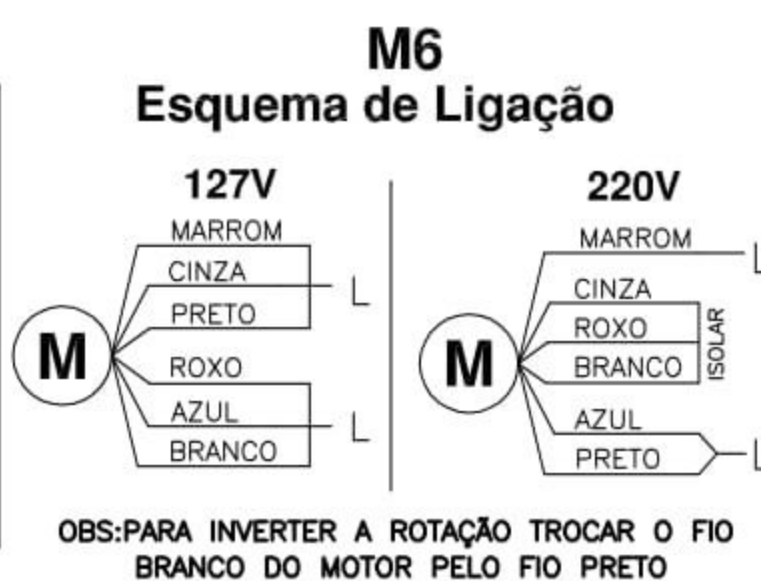 M6
Esquema de Ligação
127V
MARROM
CINZA
L
PRETO
ROXO
AZUL
L
BRANCO
M
220V
MARROM
L
CINZA
ROXO
BRANCO
ISOLAR
AZUL
PRETO
L
M
OBS:PARA INVERTER A ROTAÇÃO TROCAR O FIO
BRANCO DO MOTOR PELO FIO PRETO